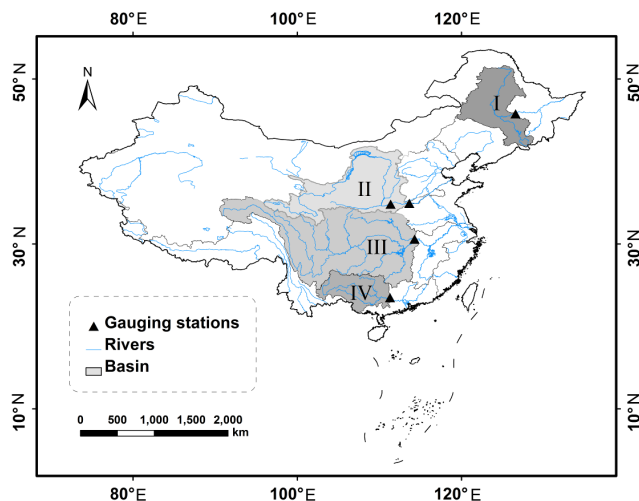 80° E 100° E 120° E
N
50° N 50° N
I
II
30° N 30° N
III
IV
Gauging stations
Rivers
Basin
10° N 10° N
0 500 1,000 1,500 2,000
km
80° E 100° E 120° E